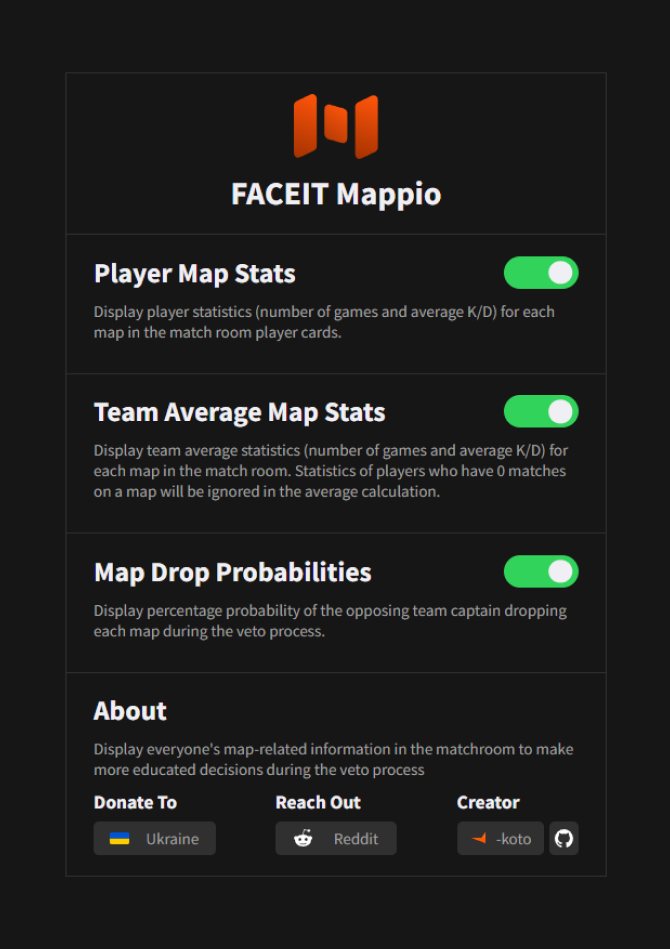 FACEIT Mappio
Player Map Stats
Display player statistics (number of games and average K/D) for each
map in the match room player cards.
Team Average Map Stats
Display team average statistics (number of games and average K/D) for
each map in the match room. Statistics of players who have 0 matches
on a map will be ignored in the average calculation.
Map Drop Probabilities
Display percentage probability of the opposing team captain dropping
each map during the veto process.
About
Display everyone's map-related information in the matchroom to make
more educated decisions during the veto process
Donate To
Ukraine
Reach Out
Reddit
Creator
-koto